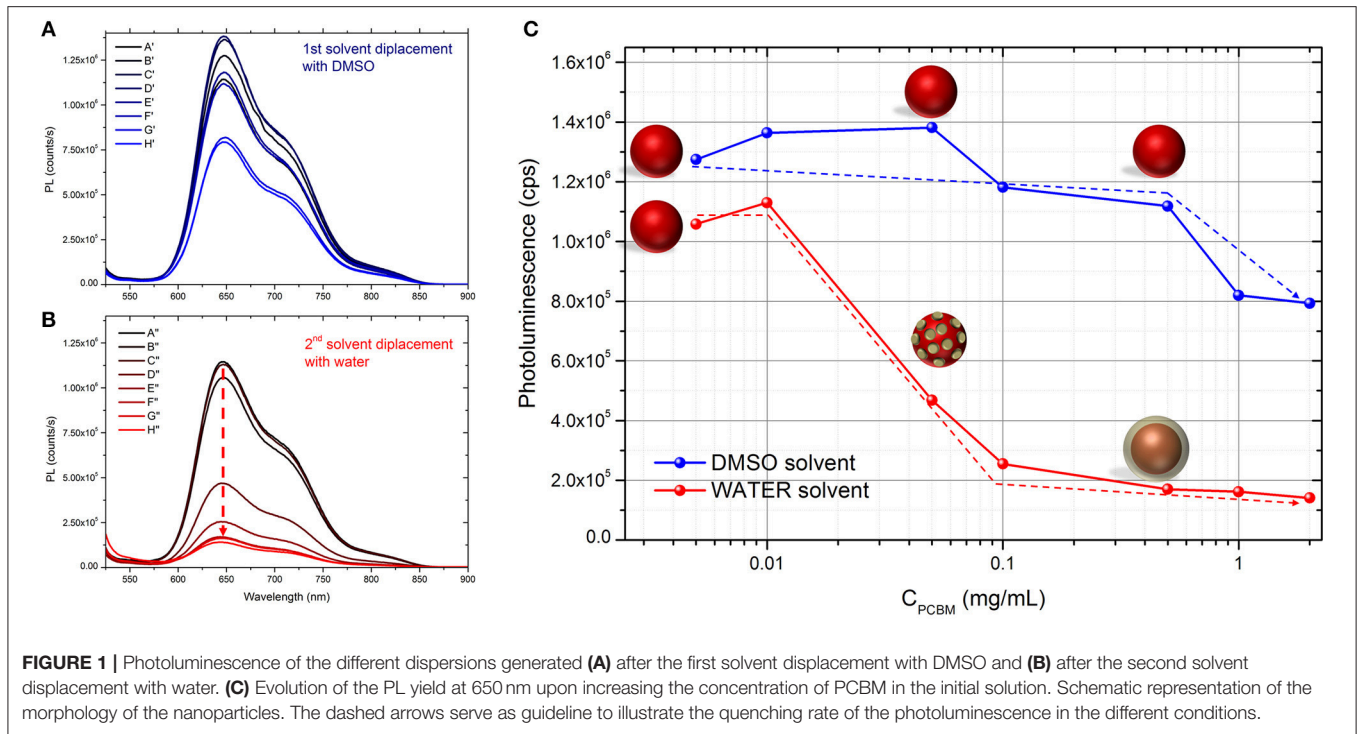 A
1st solvent diplacement
with DMSO
A'
B'
C'
D'
E'
F'
G'
H'
PL (counts/s)
1.25x10⁶
1.00x10⁶
7.50x10⁵
5.00x10⁵
2.50x10⁵
0.00
550 600 650 700 750 800 850 900
B
2nd solvent diplacement
with water
A"
B"
C"
D"
E"
F"
G"
H"
PL (counts/s)
1.25x10⁶
1.00x10⁶
7.50x10⁵
5.00x10⁵
2.50x10⁵
0.00
550 600 650 700 750 800 850 900
Wavelength (nm)
C
Photoluminescence (cps)
1.6x10⁶
1.4x10⁶
1.2x10⁶
1.0x10⁶
8.0x10⁵
6.0x10⁵
4.0x10⁵
2.0x10⁵
0.0
DMSO solvent
WATER solvent
0.01 0.1 1
C_PCBM (mg/mL)
FIGURE 1 | Photoluminescence of the different dispersions generated (A) after the first solvent displacement with DMSO and (B) after the second solvent
displacement with water. (C) Evolution of the PL yield at 650 nm upon increasing the concentration of PCBM in the initial solution. Schematic representation of the
morphology of the nanoparticles. The dashed arrows serve as guideline to illustrate the quenching rate of the photoluminescence in the different conditions.